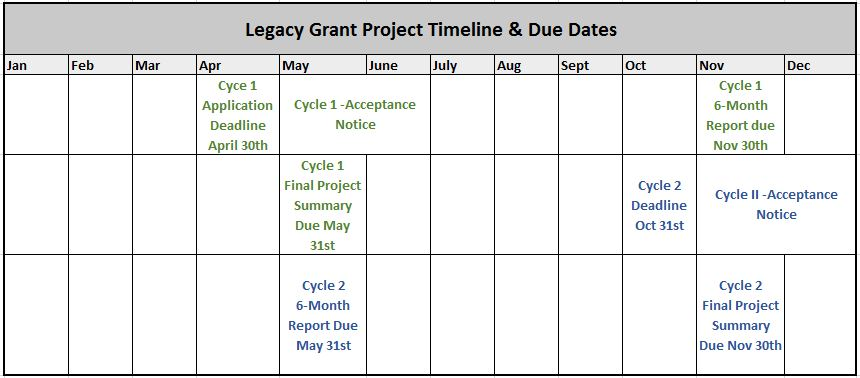 Legacy Grant Project Timeline & Due Dates
Jan Feb Mar Apr May June July Aug Sept Oct Nov Dec
Cyce 1
Application
Deadline
April 30th
Cycle 1 -Acceptance
Notice
Cycle 1
6-Month
Report due
Nov 30th
Cycle 1
Final Project
Summary
Due May
31st
Cycle 2
Deadline
Oct 31st
Cycle II -Acceptance
Notice
Cycle 2
6-Month
Report Due
May 31st
Cycle 2
Final Project
Summary
Due Nov 30th